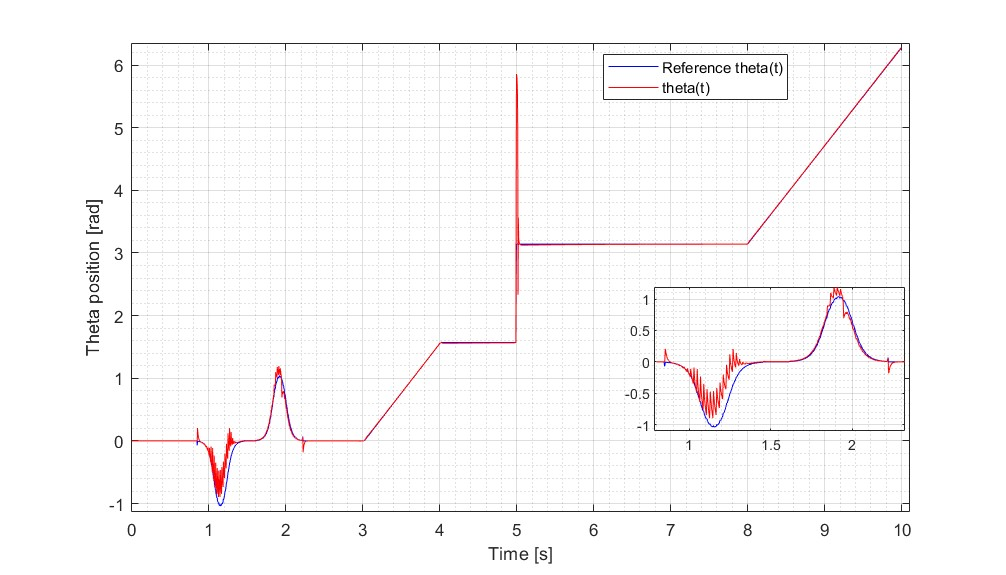 Theta position [rad]
6
5
4
3
2
1
0
-1
0 1 2 3 4 5 6 7 8 9 10
Time [s]
Reference theta(t)
theta(t)
1
0.5
0
-0.5
-1
1 1.5 2